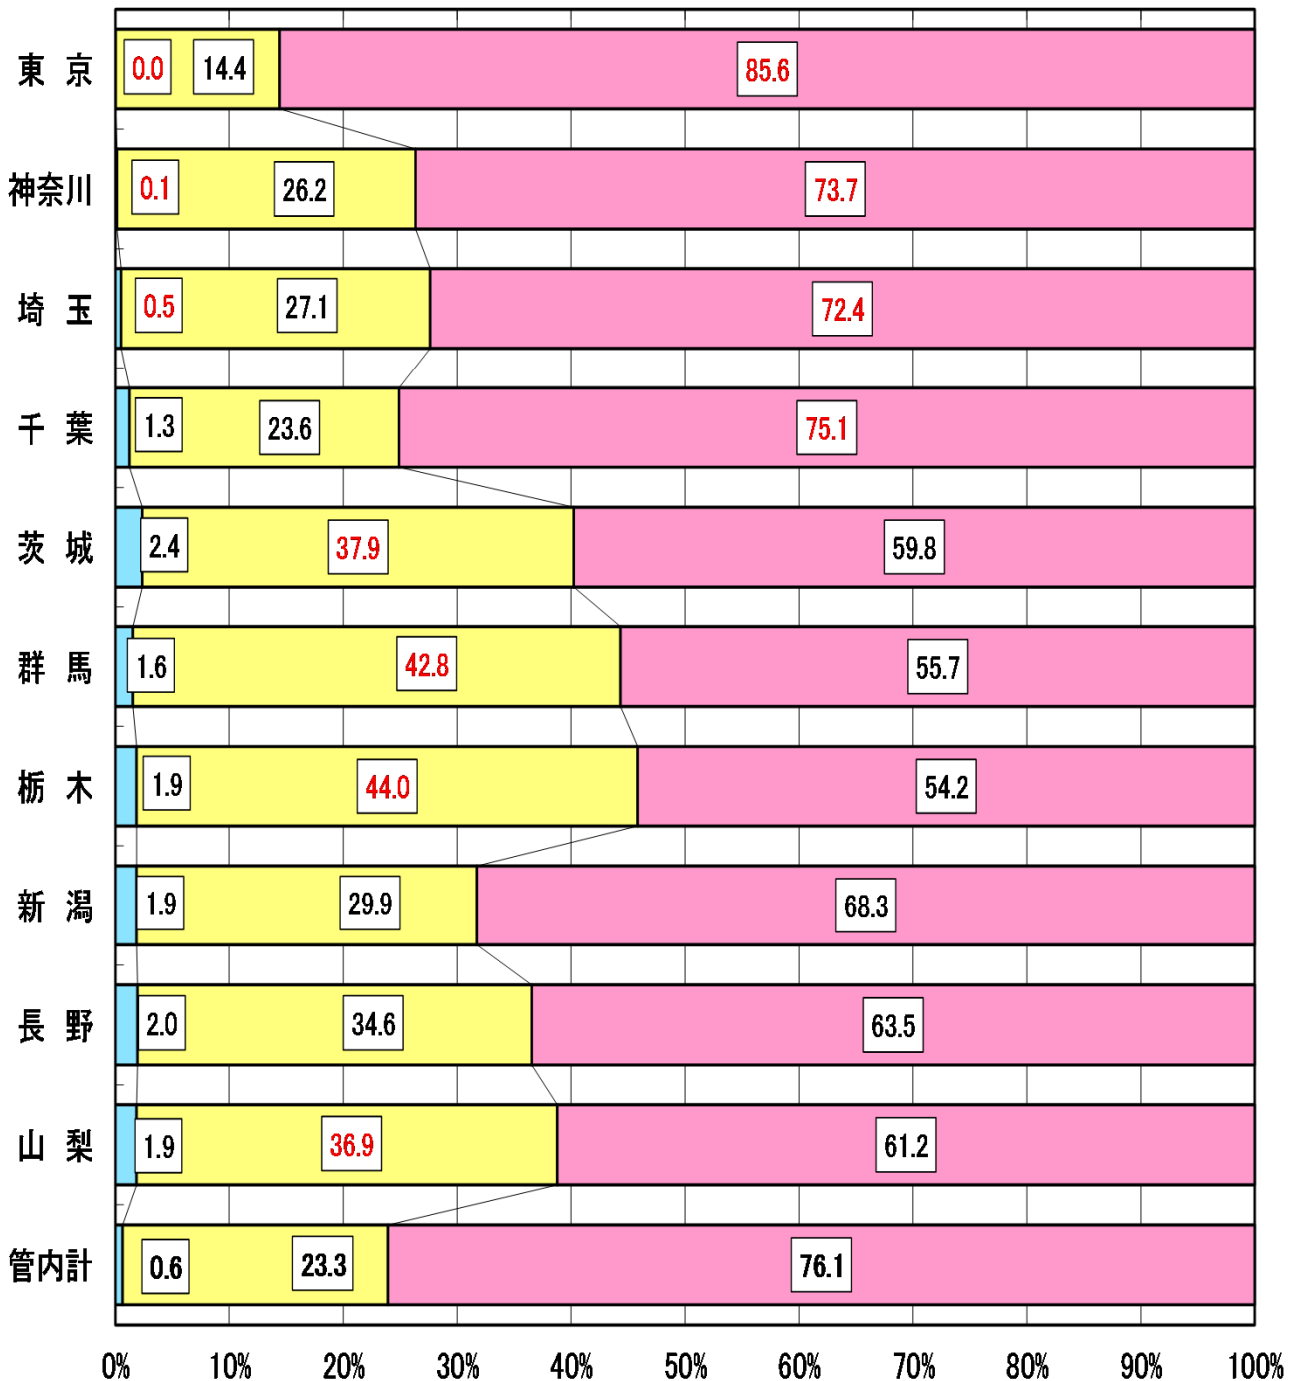 東 京 0.0 14.4 85.6
神奈川 0.1 26.2 73.7
埼 玉 0.5 27.1 72.4
千 葉 1.3 23.6 75.1
茨 城 2.4 37.9 59.8
群 馬 1.6 42.8 55.7
栃 木 1.9 44.0 54.2
新 潟 1.9 29.9 68.3
長 野 2.0 34.6 63.5
山 梨 1.9 36.9 61.2
管内計 0.6 23.3 76.1
0% 10% 20% 30% 40% 50% 60% 70% 80% 90% 100%